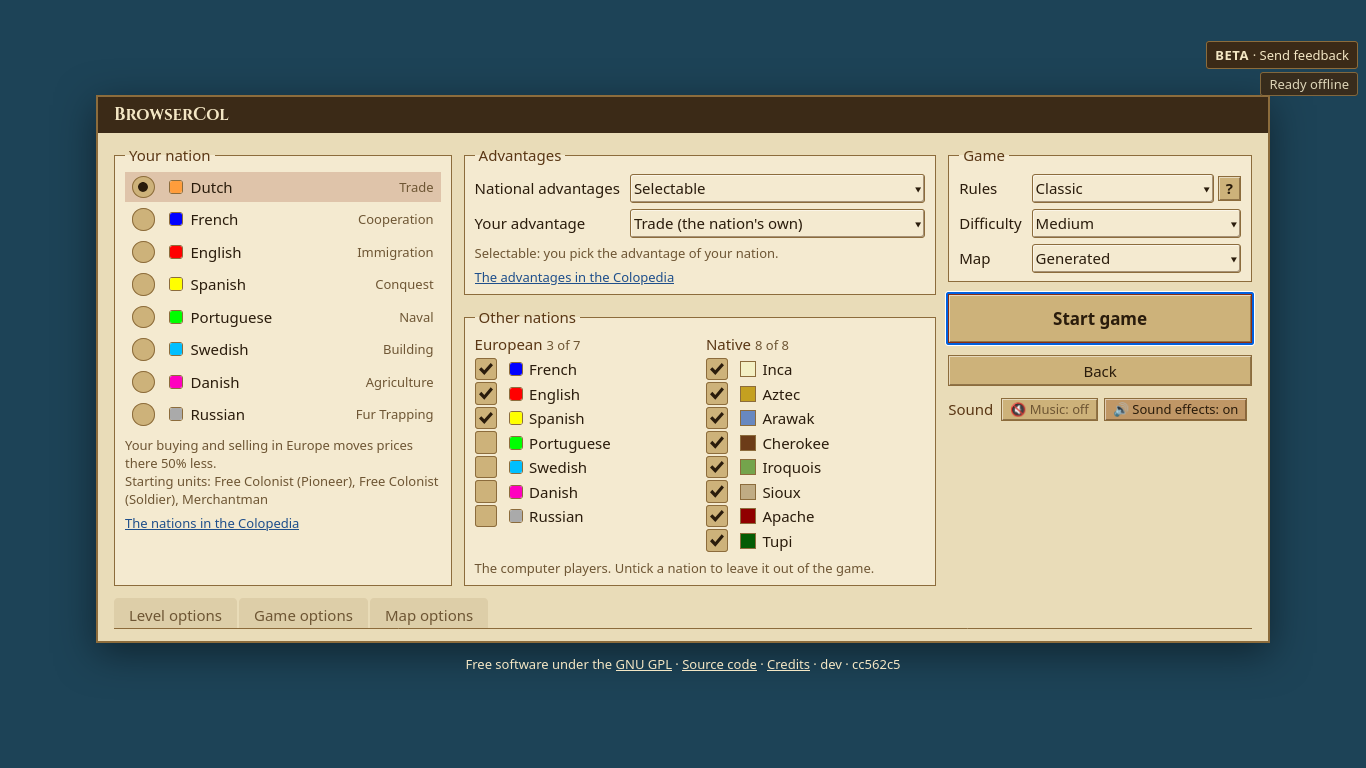 BETA · Send feedback
Ready offline
BrowserCol
Your nation
Dutch Trade
French Cooperation
English Immigration
Spanish Conquest
Portuguese Naval
Swedish Building
Danish Agriculture
Russian Fur Trapping
Your buying and selling in Europe moves prices
there 50% less.
Starting units: Free Colonist (Pioneer), Free Colonist
(Soldier), Merchantman
The nations in the Colopedia
Advantages
National advantages Selectable
Your advantage Trade (the nation's own)
Selectable: you pick the advantage of your nation.
The advantages in the Colopedia
Other nations
European 3 of 7
French
English
Spanish
Portuguese
Swedish
Danish
Russian
Native 8 of 8
Inca
Aztec
Arawak
Cherokee
Iroquois
Sioux
Apache
Tupi
The computer players. Untick a nation to leave it out of the game.
Game
Rules Classic ?
Difficulty Medium
Map Generated
Start game
Back
Sound Music: off Sound effects: on
Level options Game options Map options
Free software under the GNU GPL · Source code · Credits · dev · cc562c5